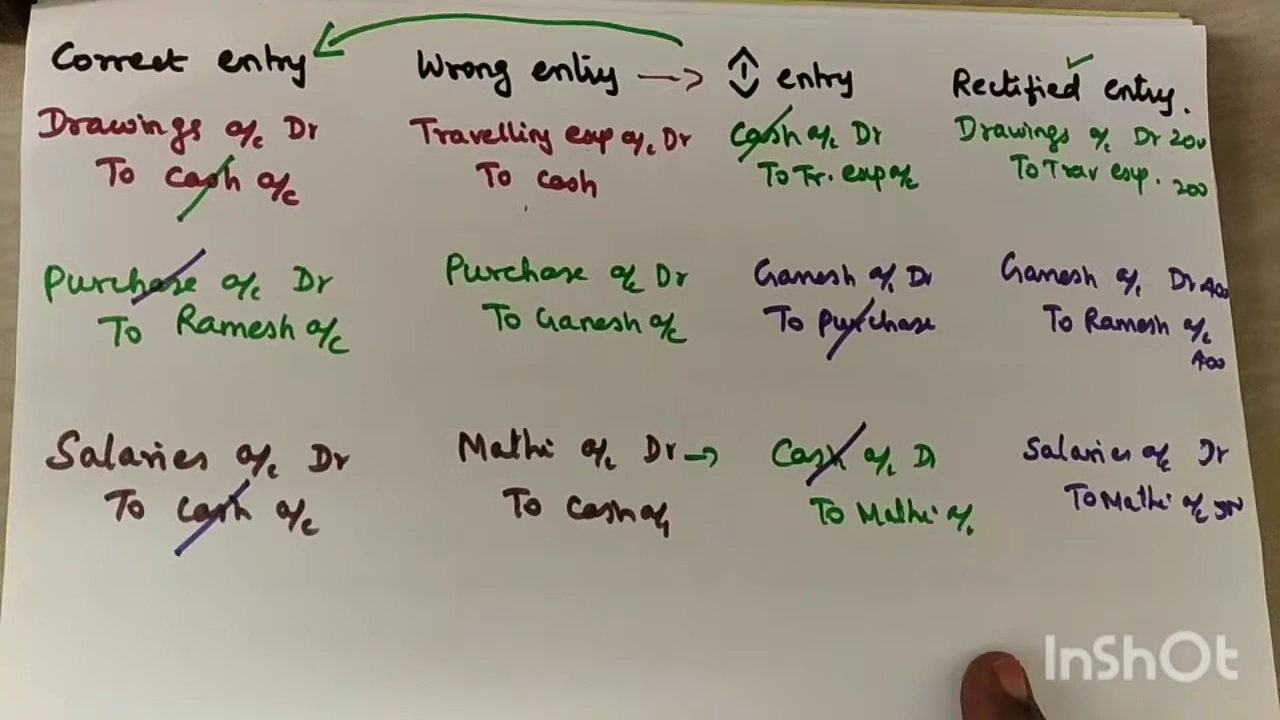 Correct entry
Wrong entiy → entry
Rectified entry.
Drawings a/c Dr
To cash a/c
Travelling exp a/c Dr
To cash
Cash a/c Dr
To Tr. exp a/c
Drawings a/c Dr 200
To Trav exp. 200
Purchase a/c Dr
To Ramesh a/c
Purchase a/c Dr
To Ganesh a/c
Ganesh a/c Dr
To Purchase
Ganesh a/c Dr 400
To Ramesh a/c
400
Salaries a/c Dr
To cash a/c
Mathi a/c Dr →
To Cash a/c
Cash a/c Dr
To Mathi a/c
Salaries a/c Dr
To Mathi a/c
InShOt